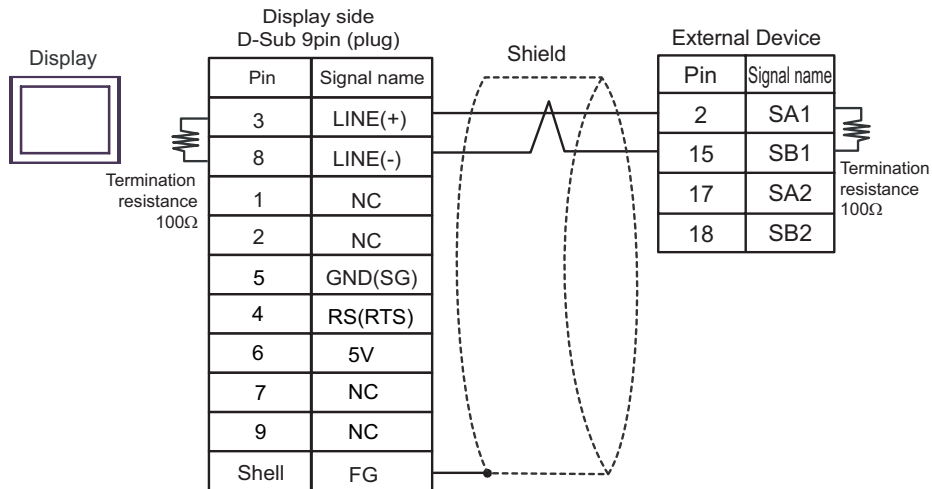 Display
Display side
D-Sub 9pin (plug)
Pin Signal name
3 LINE(+)
8 LINE(-)
1 NC
2 NC
5 GND(SG)
4 RS(RTS)
6 5V
7 NC
9 NC
Shell FG
Termination
resistance
100Ω
Shield
External Device
Pin Signal name
2 SA1
15 SB1
17 SA2
18 SB2
Termination
resistance
100Ω